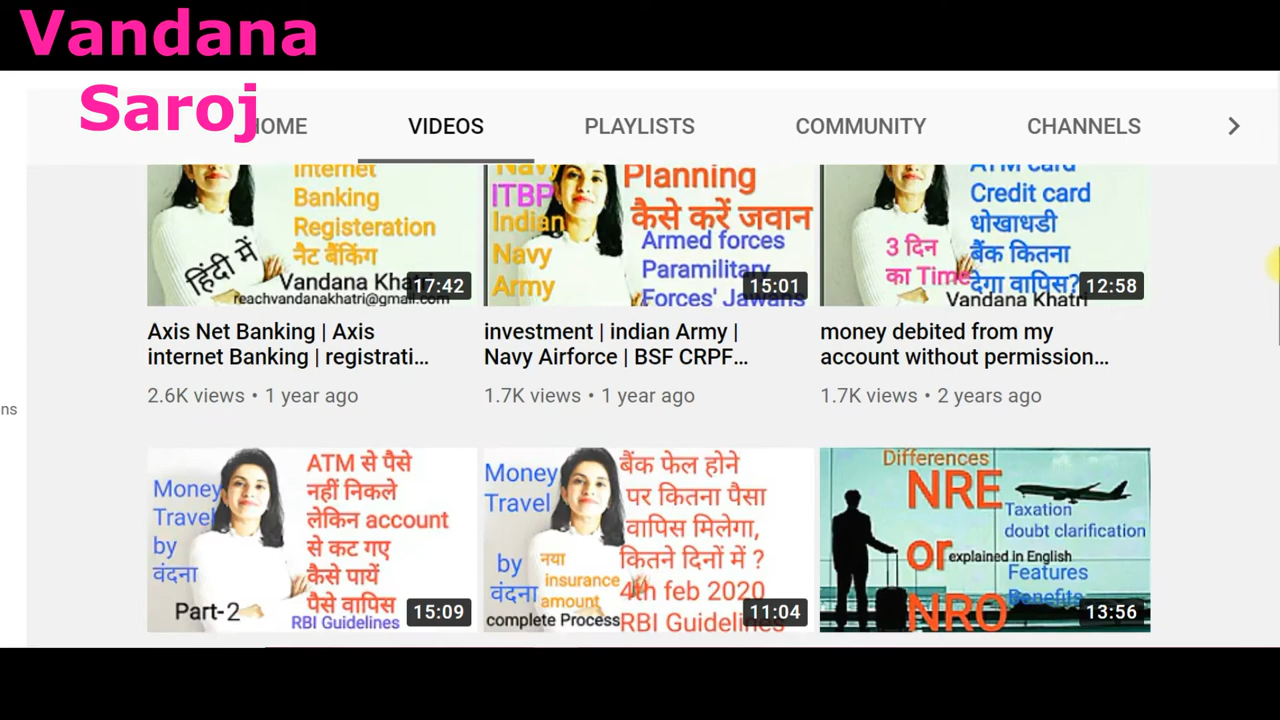 Vandana
Saroj
HOME
VIDEOS
PLAYLISTS
COMMUNITY
CHANNELS
Internet
Banking
Registeration
नैट बैंकिंग
हिंदी में
Vandana Khatri
reachvandanakhatri@gmail.com
17:42
Navy
ITBP
Indian
Navy
Army
Planning
कैसे करें जवान
Armed forces
Paramilitary
Forces' Jawans
15:01
ATM card
Credit card
धोखाधडी
बैंक कितना
देगा वापिस?
3 दिन
का Time
Vandana Khatri
12:58
Axis Net Banking | Axis
internet Banking | registrati…
2.6K views • 1 year ago
investment | indian Army |
Navy Airforce | BSF CRPF…
1.7K views • 1 year ago
money debited from my
account without permission…
1.7K views • 2 years ago
ns
Money
Travel
by
वंदना
ATM से पैसे
नहीं निकले
लेकिन account
से कट गए
कैसे पायें
पैसे वापिस
RBI Guidelines
Part-2
15:09
Money
Travel
by
वंदना
नया
insurance
amount
complete Process
बैंक फेल होने
पर कितना पैसा
वापिस मिलेगा,
कितने दिनों में ?
4th feb 2020
RBI Guidelines
11:04
Differences
NRE
or
NRO
Taxation
doubt clarification
explained in English
Features
Benefits
13:56